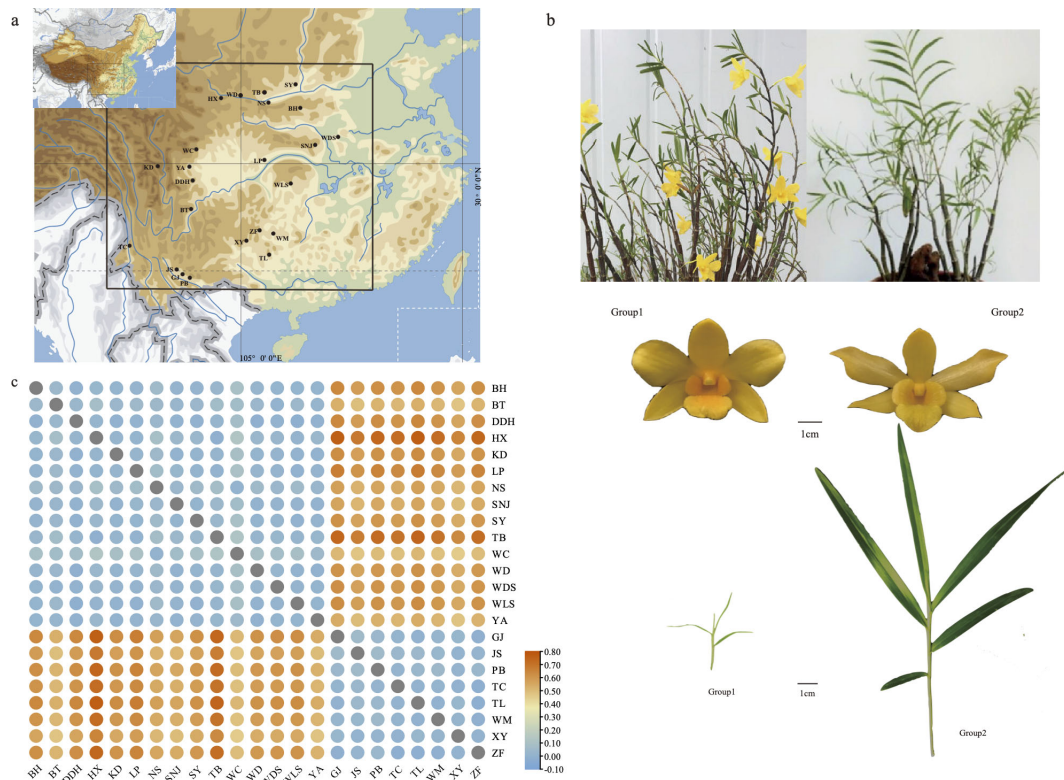 a
SY
TB
WD
HX
NS
BH
WDS
SNJ
WC
LP
KD
YA
DDH
WLS
BT
ZF
WM
XY
TC
TL
JS
GJ
PB
30° 0′0″N
105° 0′0″E
b
Group1
Group2
1cm
Group1
1cm
Group2
c
BH
BT
DDH
HX
KD
LP
NS
SNJ
SY
TB
WC
WD
WDS
WLS
YA
GJ
JS
PB
TC
TL
WM
XY
ZF
0.80
0.70
0.60
0.50
0.40
0.30
0.20
0.10
0.00
-0.10
BH BT DDH HX KD LP NS SNJ SY TB WC WD WDS WLS YA GJ JS PB TC TL WM XY ZF